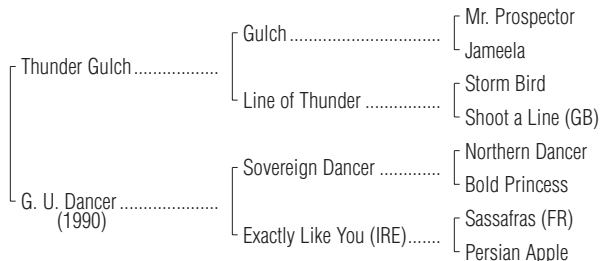 Mr. Prospector
Gulch
Jameela
Thunder Gulch
Storm Bird
Line of Thunder
Shoot a Line (GB)
Northern Dancer
Sovereign Dancer
Bold Princess
G. U. Dancer
(1990)
Sassafras (FR)
Exactly Like You (IRE)
Persian Apple